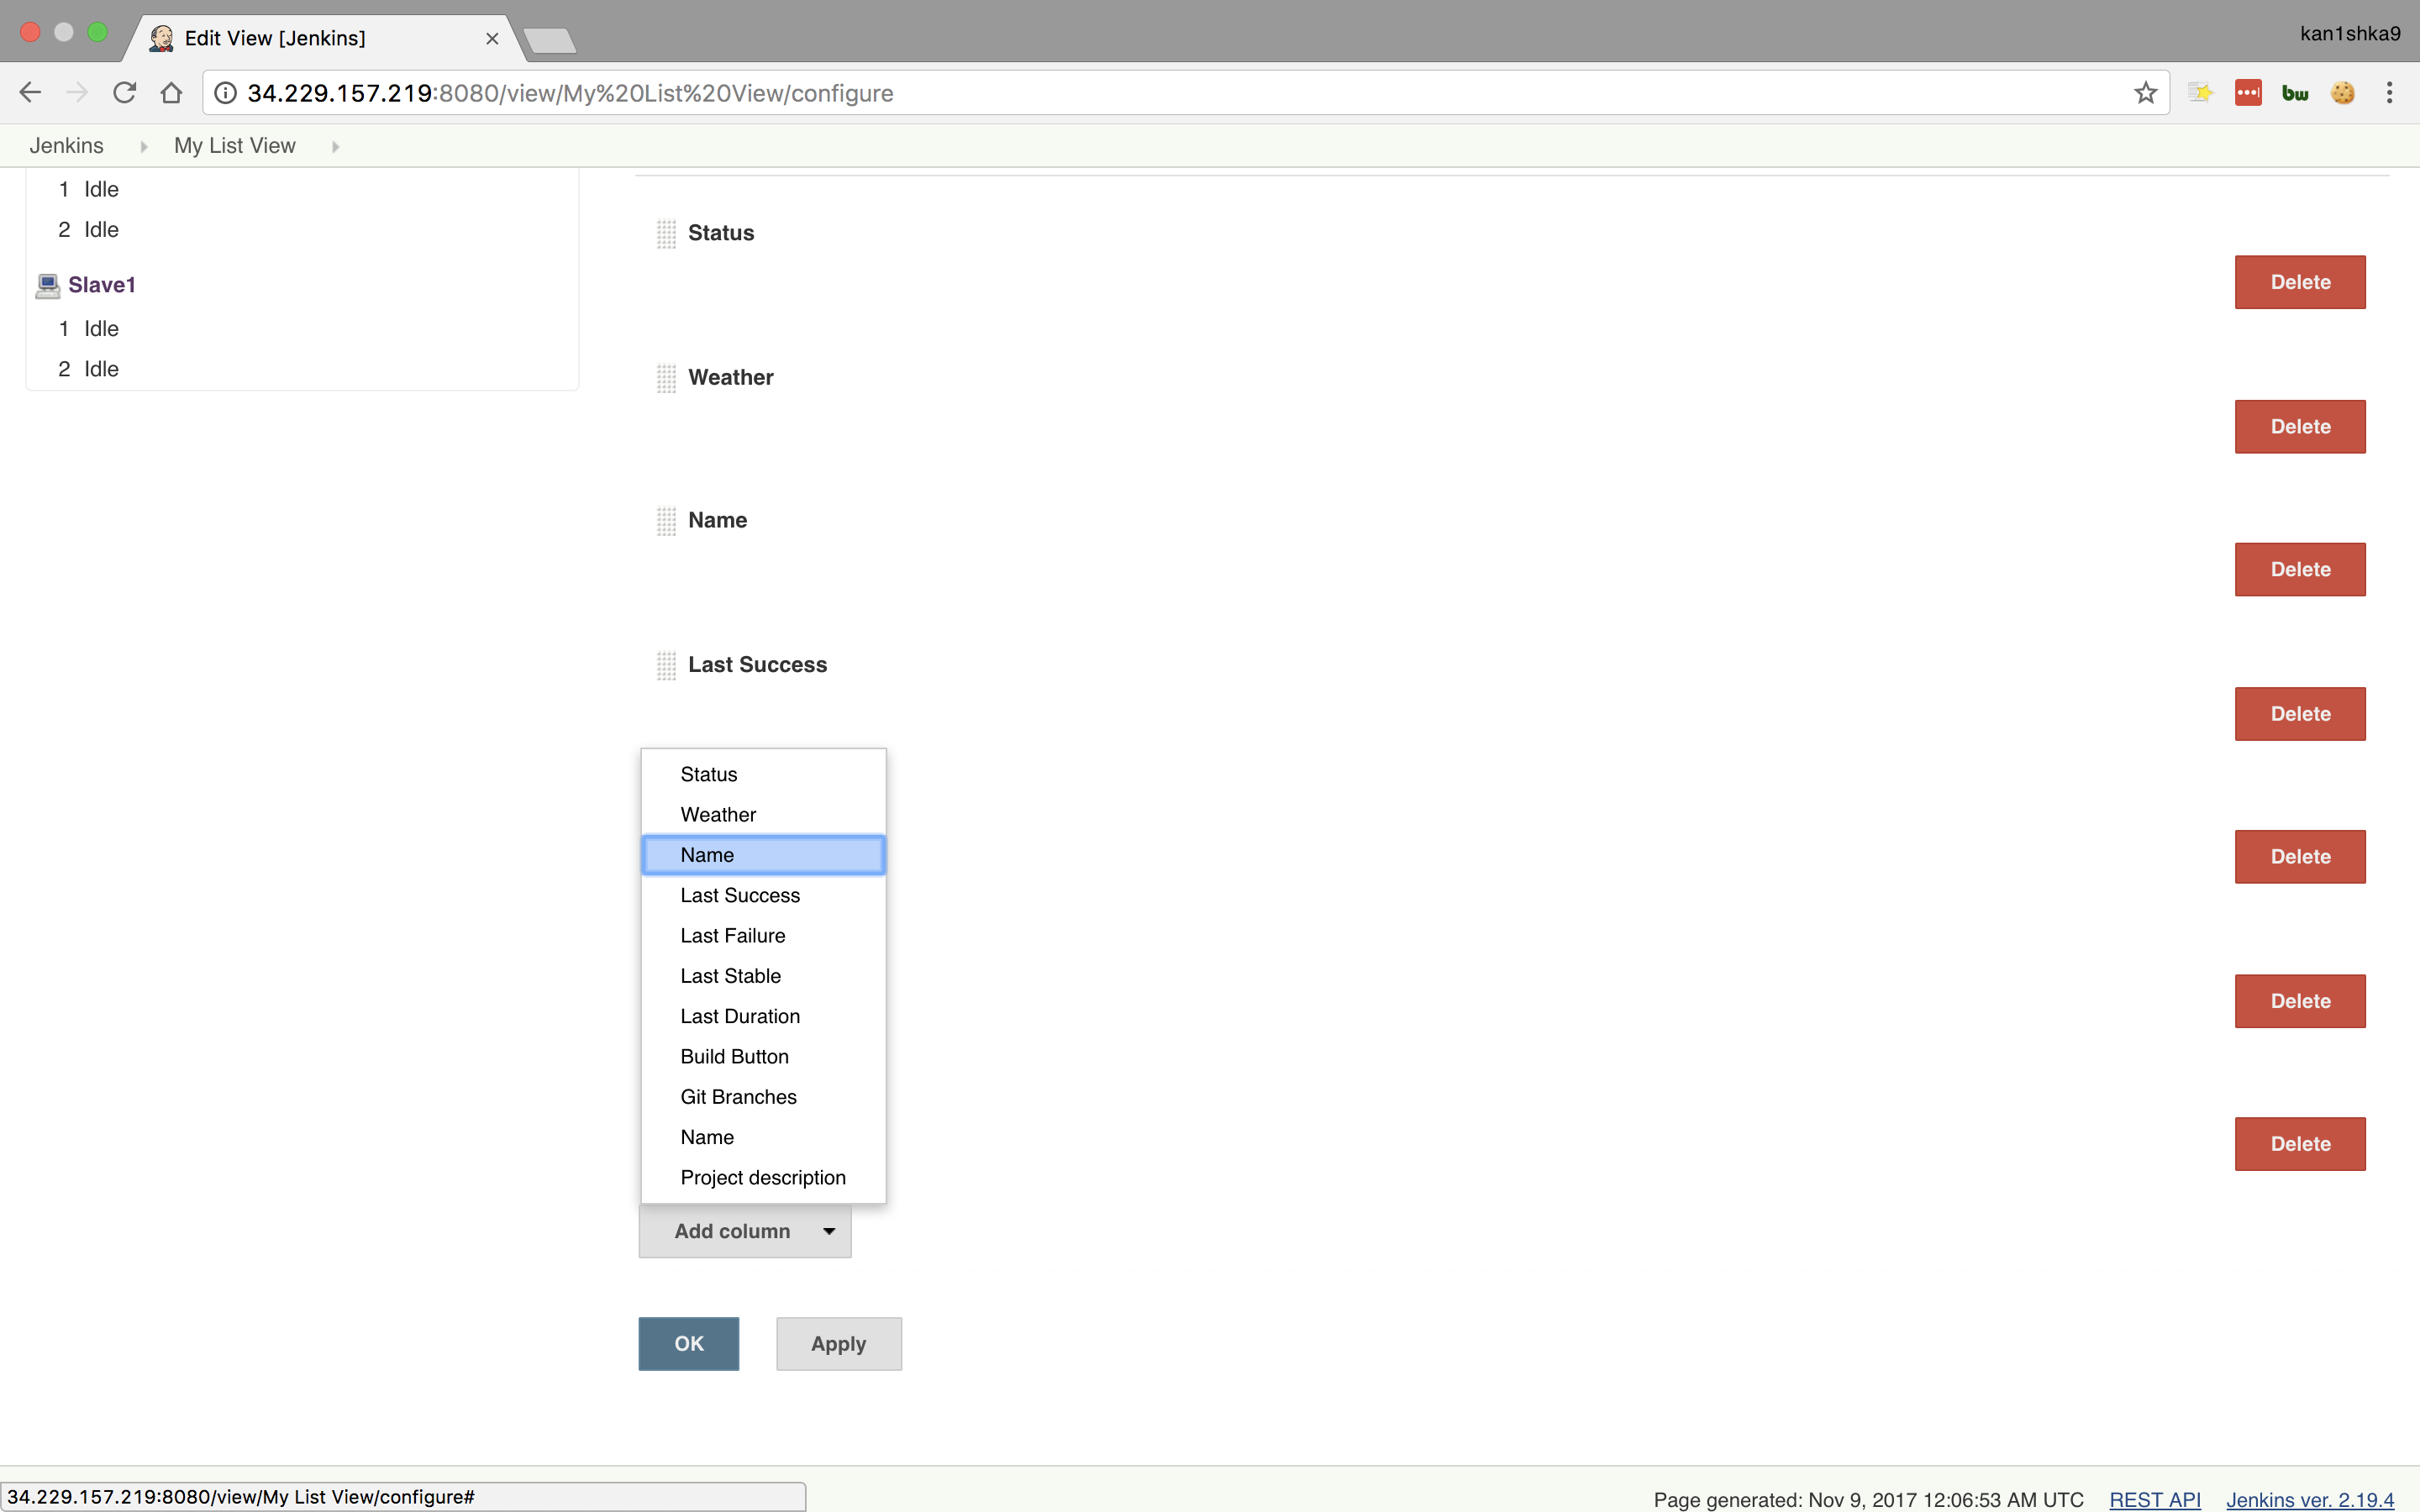 Edit View [Jenkins]
kan1shka9
34.229.157.219:8080/view/My%20List%20View/configure
bw
Jenkins
My List View
1 Idle
2 Idle
Slave1
1 Idle
2 Idle
Status
Delete
Weather
Delete
Name
Delete
Last Success
Delete
Status
Weather
Name
Delete
Last Success
Last Failure
Last Stable
Delete
Last Duration
Build Button
Git Branches
Name
Delete
Project description
Add column
OK
Apply
34.229.157.219:8080/view/My List View/configure#
Page generated: Nov 9, 2017 12:06:53 AM UTC
REST API
Jenkins ver. 2.19.4